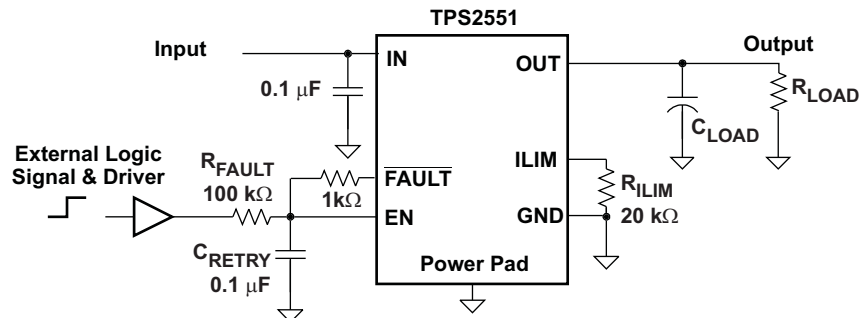 TPS2551
Input
IN
0.1 μF
OUT
Output
R_LOAD
C_LOAD
External Logic
Signal & Driver
R_FAULT
100 kΩ
1kΩ
FAULT
EN
ILIM
R_ILIM
20 kΩ
GND
C_RETRY
0.1 μF
Power Pad